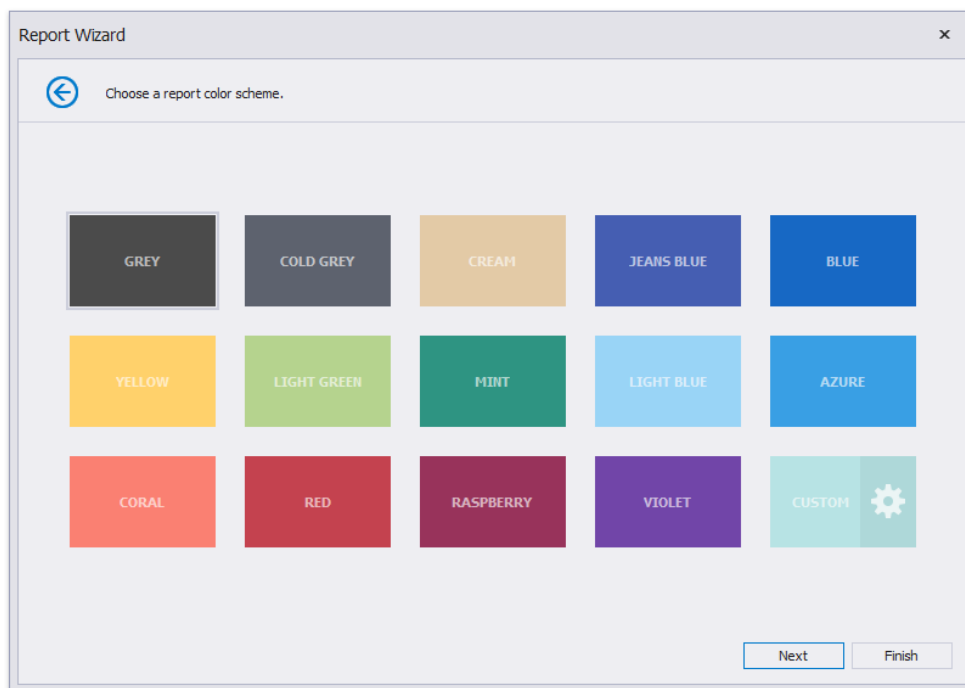 Report Wizard
Choose a report color scheme.
GREY COLD GREY CREAM JEANS BLUE BLUE
YELLOW LIGHT GREEN MINT LIGHT BLUE AZURE
CORAL RED RASPBERRY VIOLET CUSTOM
Next Finish